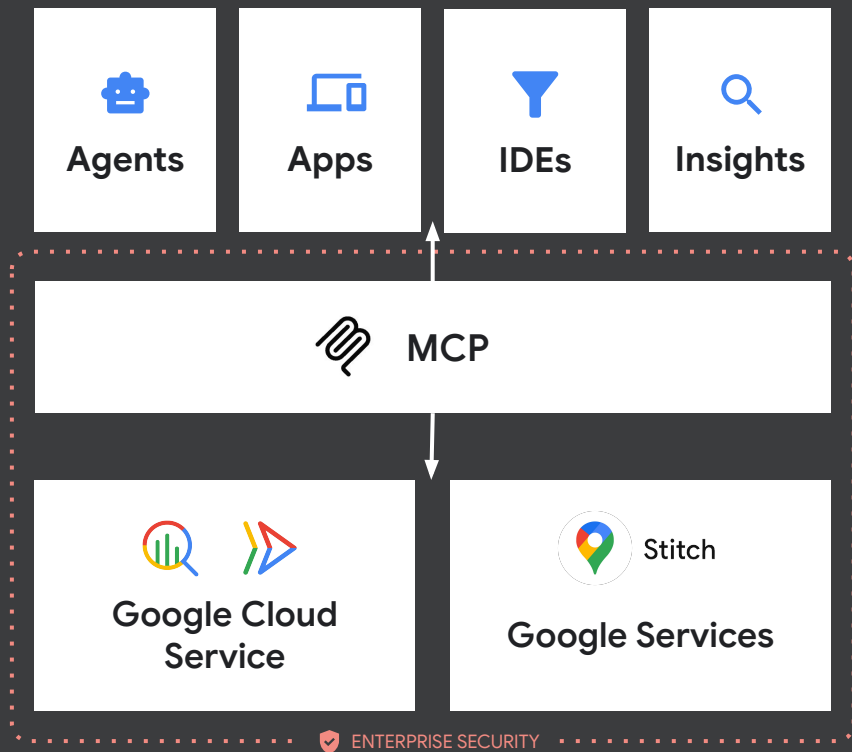 Agents
Apps
IDEs
Insights
MCP
Google Cloud
Service
Stitch
Google Services
ENTERPRISE SECURITY